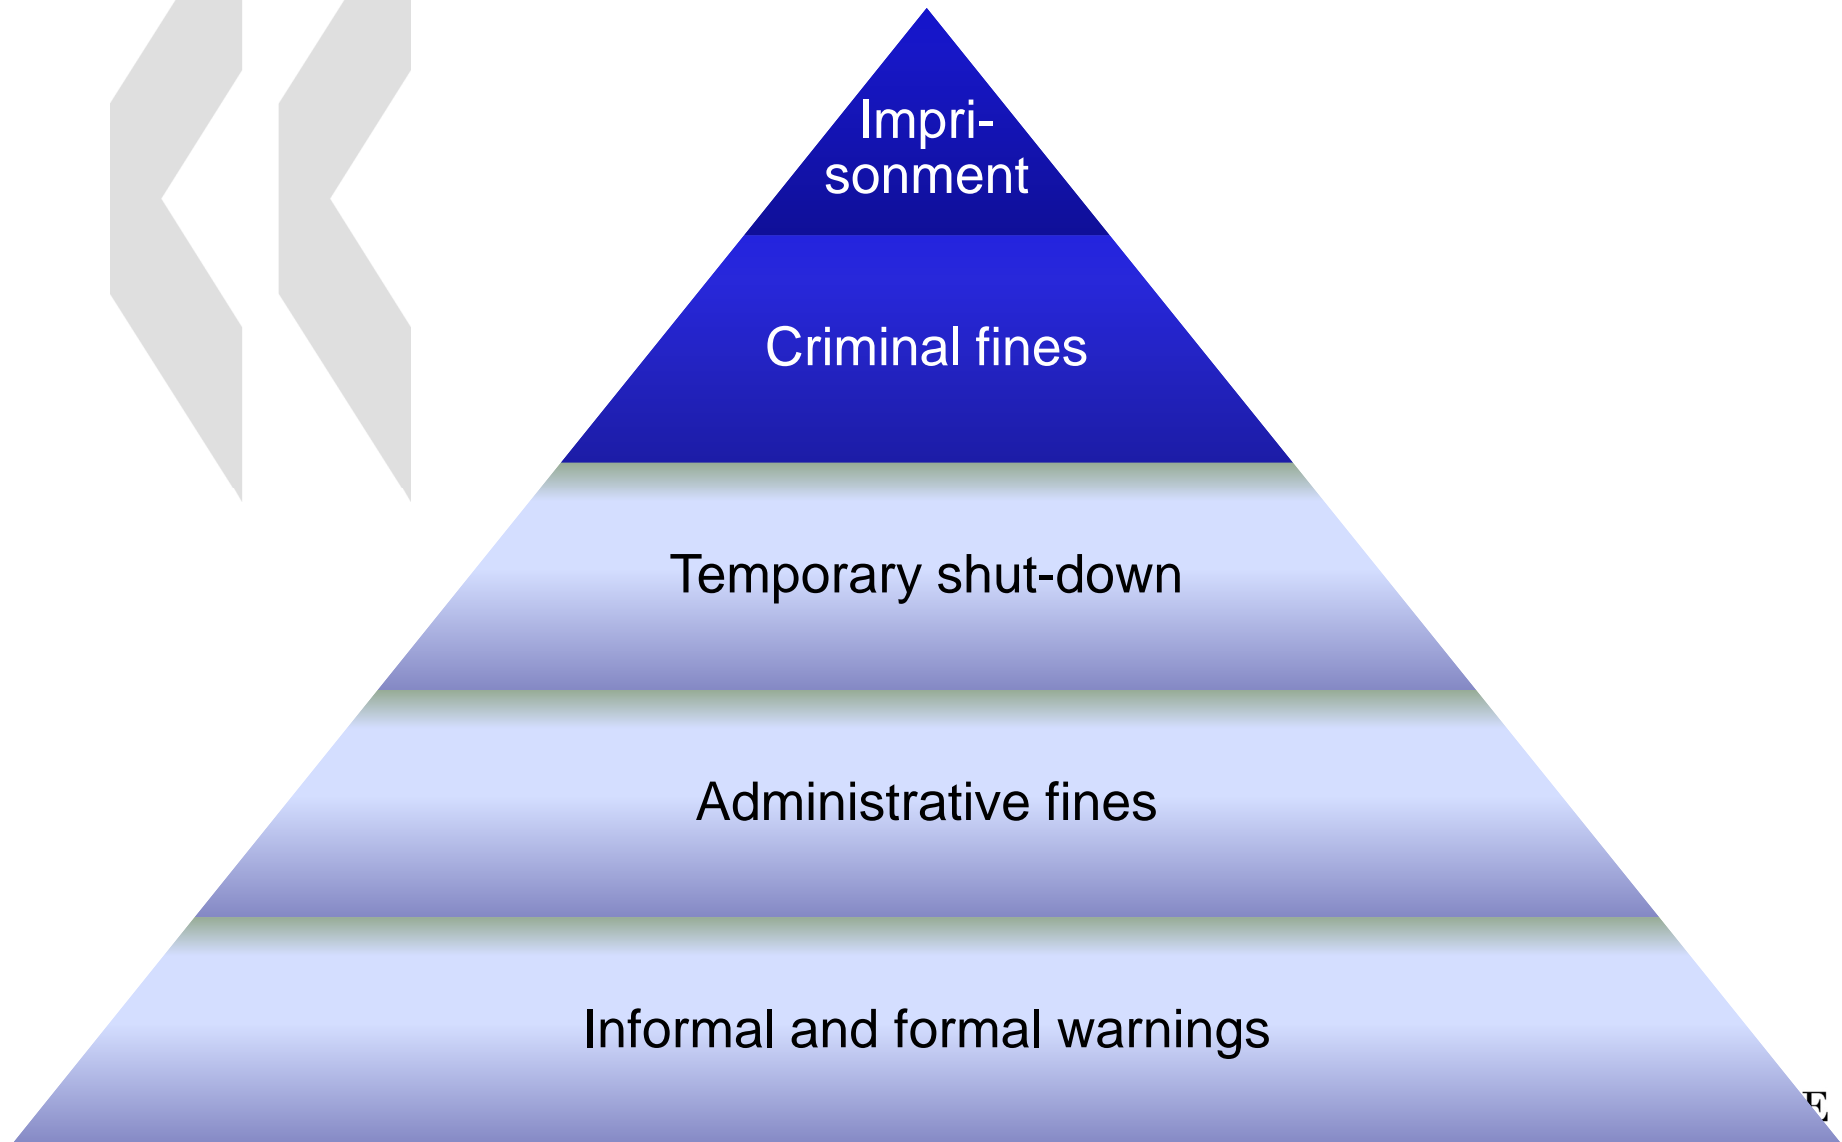 Impri-
sonment
Criminal fines
Temporary shut-down
Administrative fines
Informal and formal warnings
E